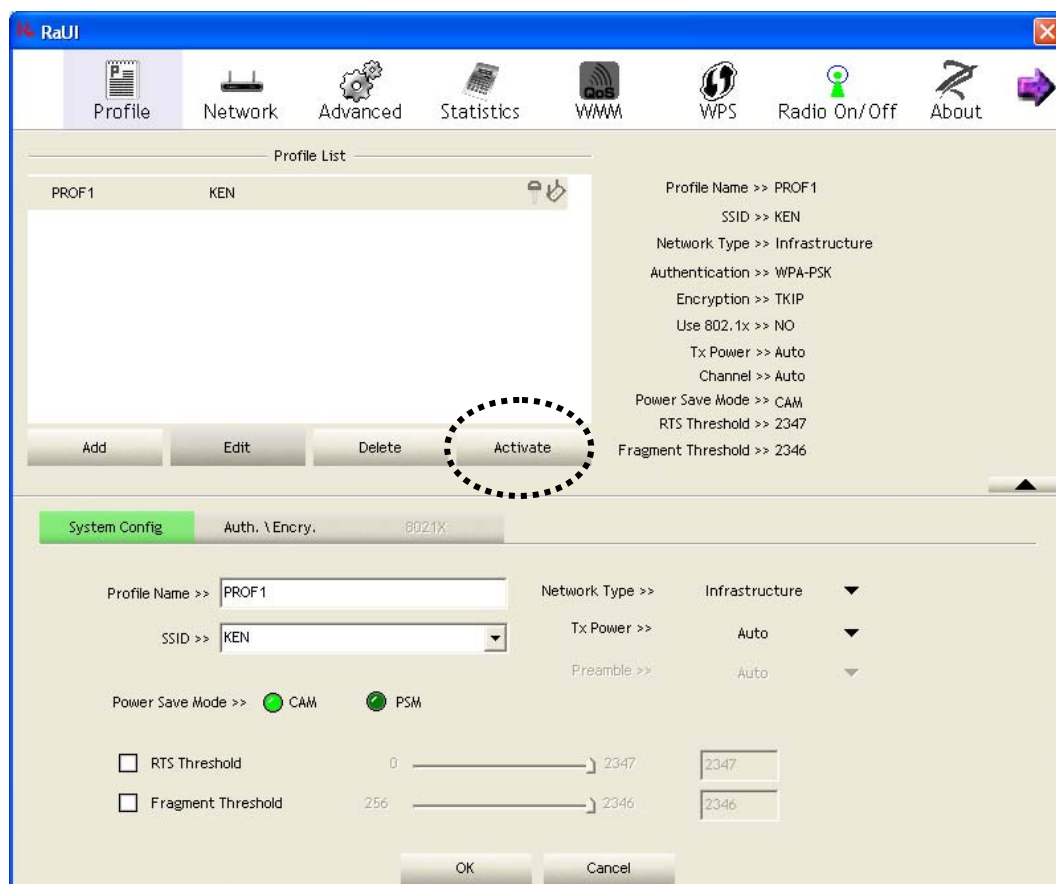 RaUI
Profile Network Advanced Statistics QoS WMM WPS Radio On/Off About
Profile List
PROF1 KEN
Add Edit Delete Activate
Profile Name >> PROF1
SSID >> KEN
Network Type >> Infrastructure
Authentication >> WPA-PSK
Encryption >> TKIP
Use 802.1x >> NO
Tx Power >> Auto
Channel >> Auto
Power Save Mode >> CAM
RTS Threshold >> 2347
Fragment Threshold >> 2346
System Config Auth. \ Encry. 8021X
Profile Name >> PROF1
SSID >> KEN
Network Type >> Infrastructure
Tx Power >> Auto
Preamble >> Auto
Power Save Mode >> CAM PSM
RTS Threshold 0 2347 2347
Fragment Threshold 256 2346 2346
OK Cancel